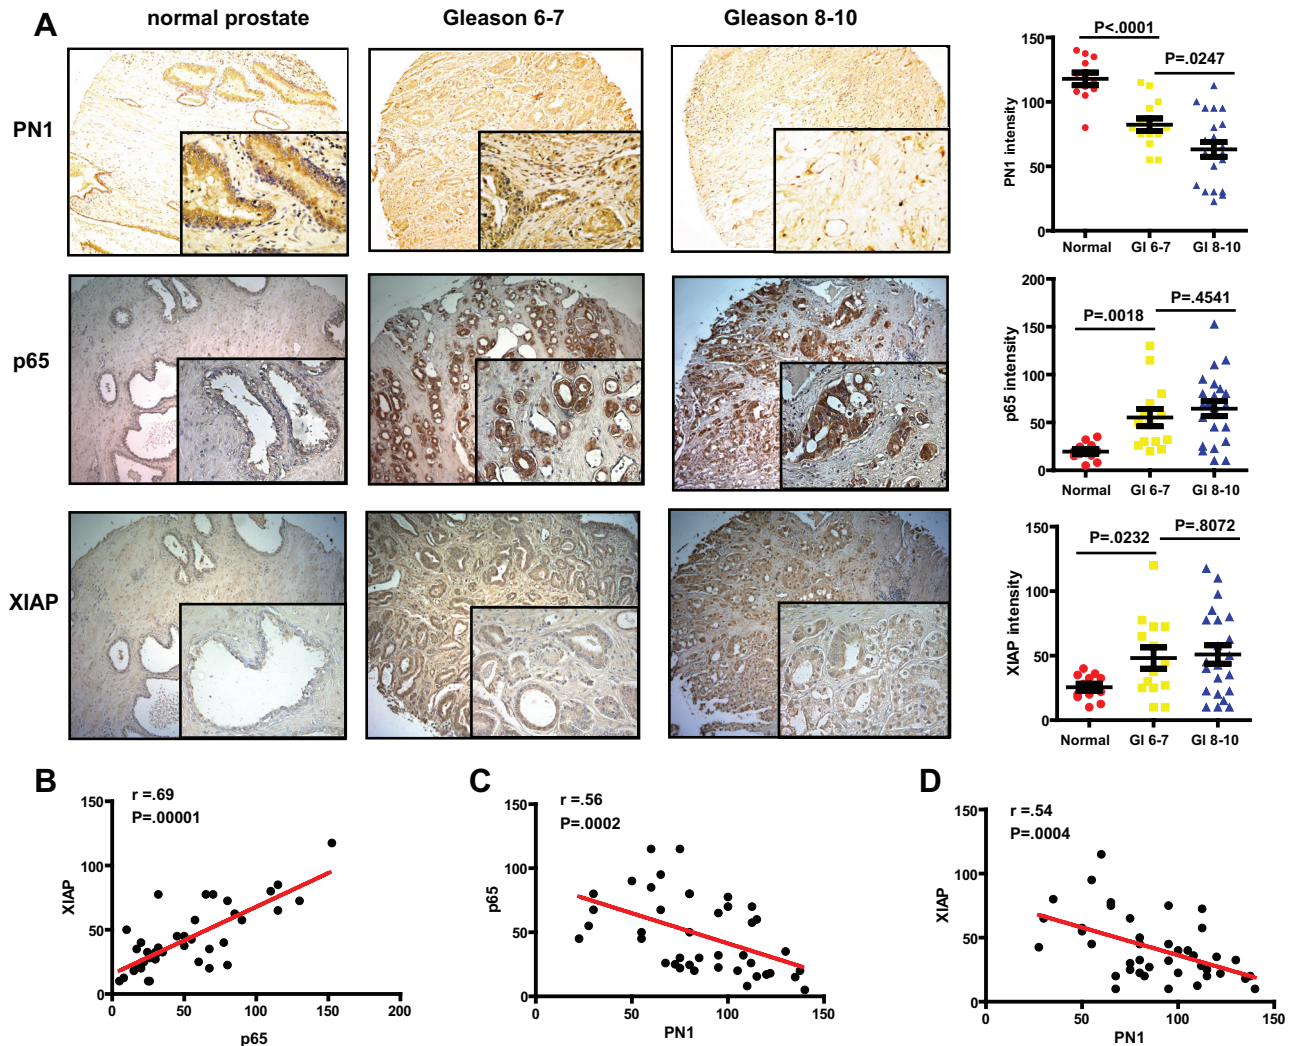 A
normal prostate
Gleason 6-7
Gleason 8-10
PN1
p65
XIAP
P<.0001
P=.0247
PN1 intensity
150
100
50
0
Normal
Gl 6-7
Gl 8-10
P=.0018
P=.4541
p65 intensity
200
150
100
50
0
Normal
Gl 6-7
Gl 8-10
P=.0232
P=.8072
XIAP intensity
150
100
50
0
Normal
Gl 6-7
Gl 8-10
B
r =.69
P=.00001
XIAP
150
100
50
0
0 50 100 150 200
p65
C
r =.56
P=.0002
p65
150
100
50
0
0 50 100 150
PN1
D
r =.54
P=.0004
XIAP
150
100
50
0
0 50 100 150
PN1